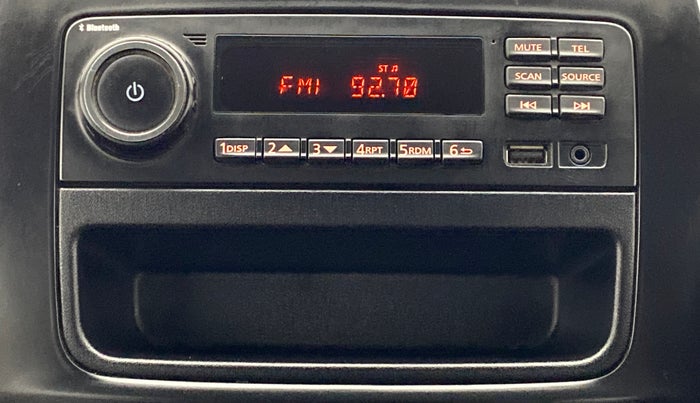 Bluetooth
ST
FM1 92.70
MUTE TEL
SCAN SOURCE
1DISP 2 3 4RPT 5RDM 6